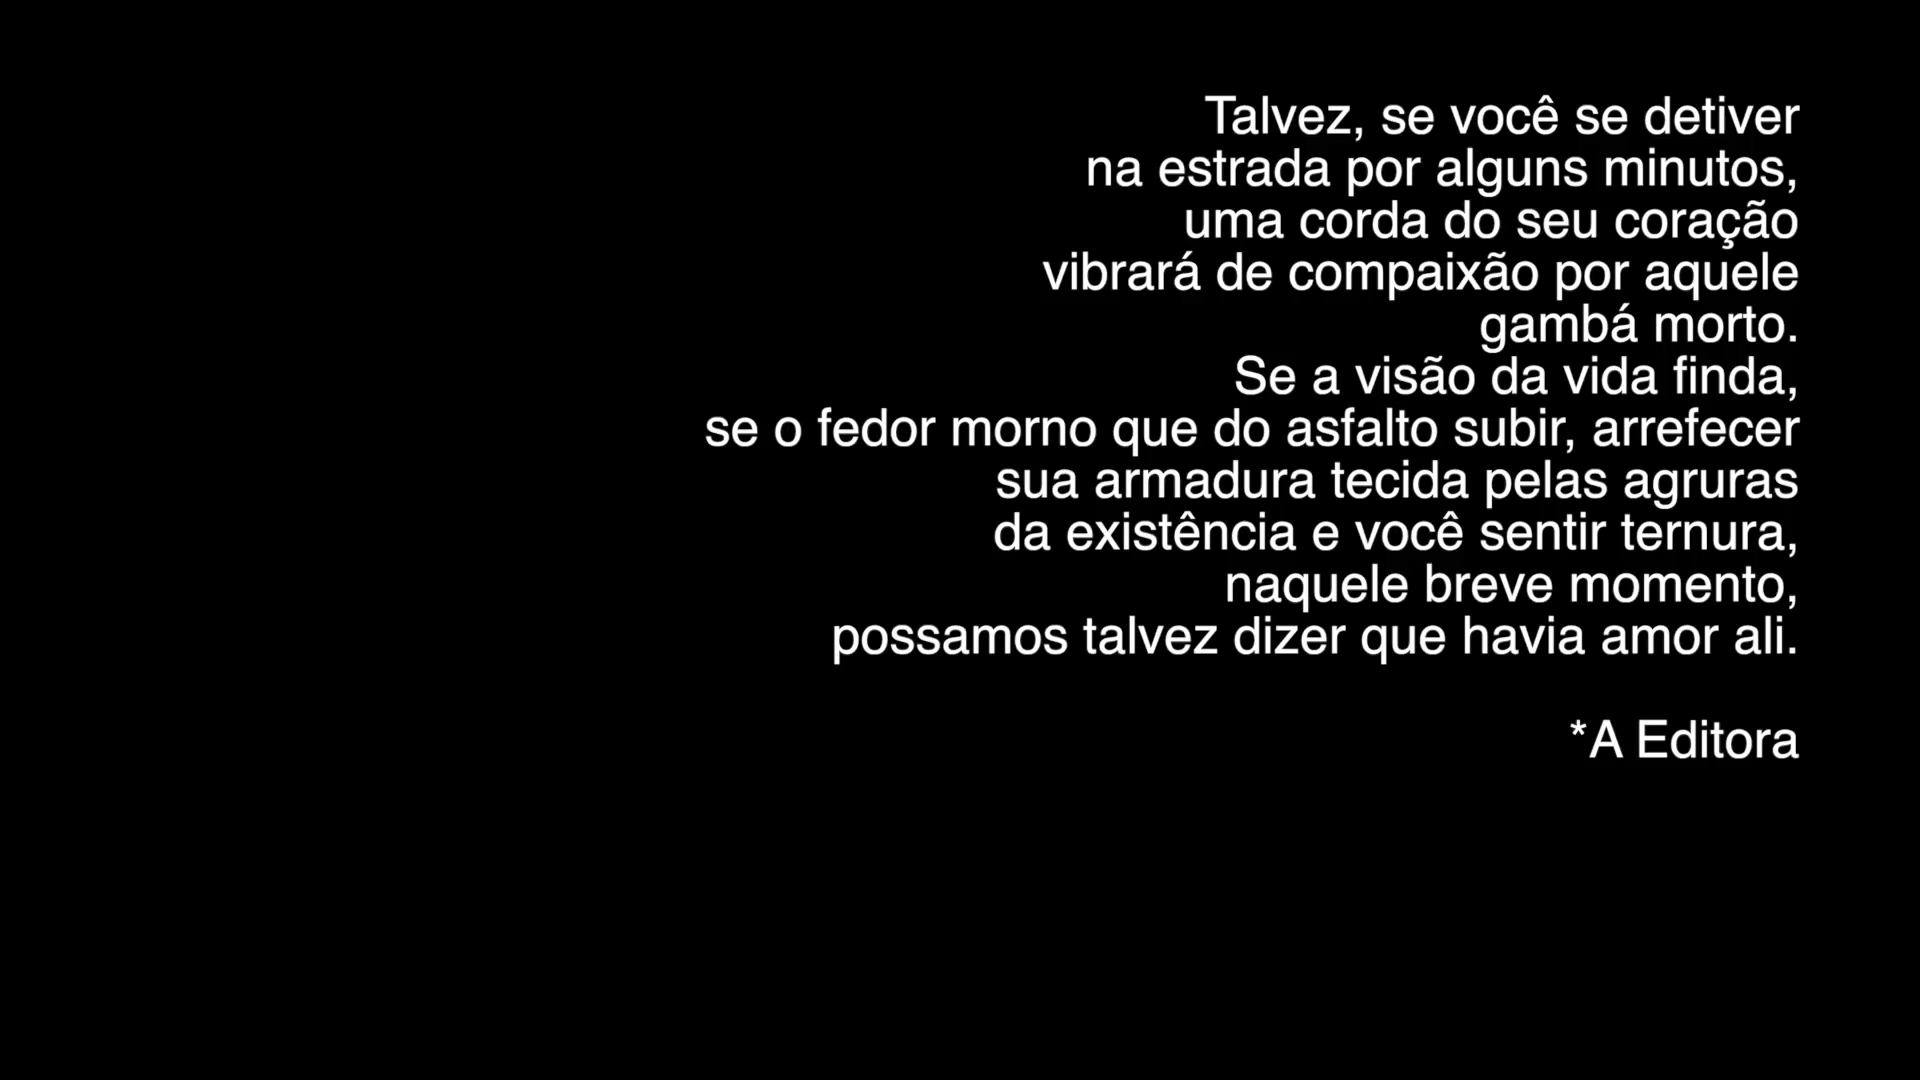 Talvez, se você se detiver
na estrada por alguns minutos,
uma corda do seu coração
vibrará de compaixão por aquele
gambá morto.
Se a visão da vida finda,
se o fedor morno que do asfalto subir, arrefecer
sua armadura tecida pelas agruras
da existência e você sentir ternura,
naquele breve momento,
possamos talvez dizer que havia amor ali.
*A Editora